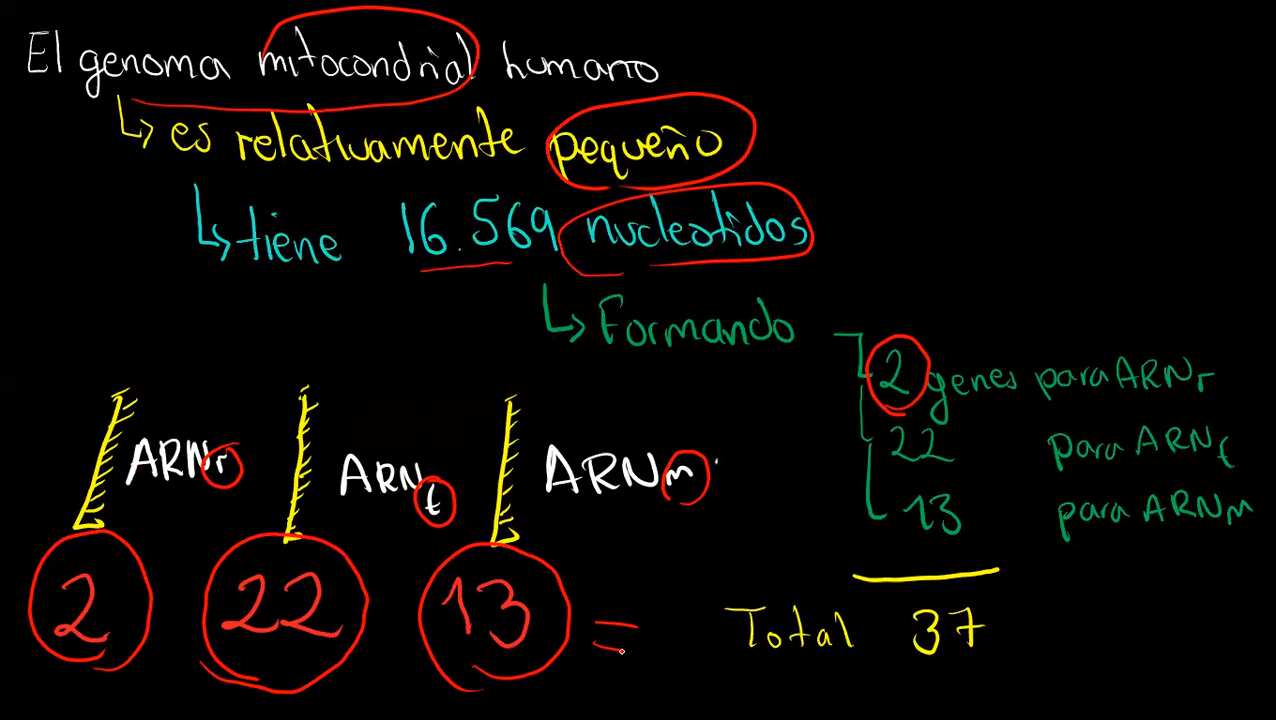 El genoma mitocondrial humano
es relativamente pequeño
tiene 16.569 nucleotidos
Formando
2 genes para ARNr
22 para ARNt
13 para ARNm
Total 37
ARNr ARNt ARNm
2 22 13 =